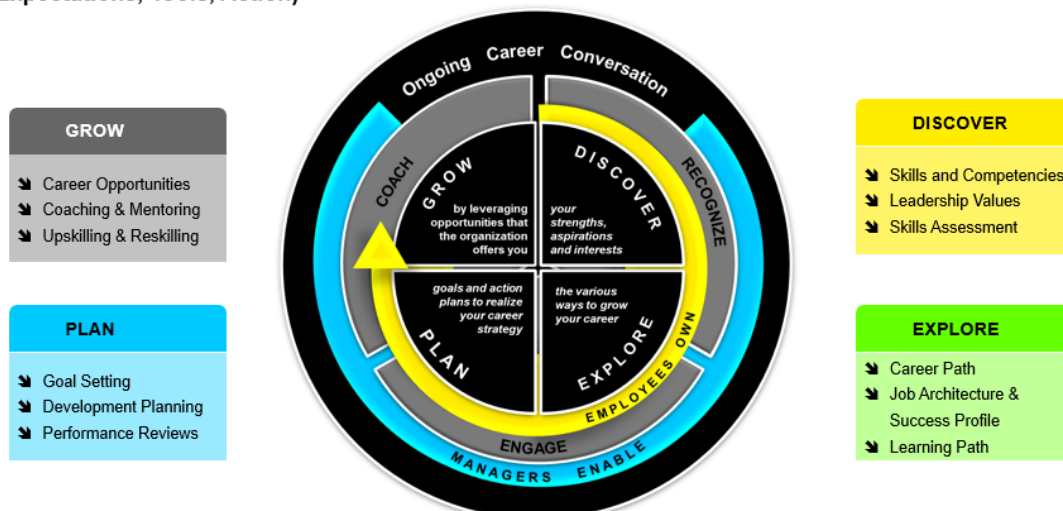 Ongoing Career Conversation
GROW
Career Opportunities
Coaching & Mentoring
Upskilling & Reskilling
PLAN
Goal Setting
Development Planning
Performance Reviews
COACH
RECOGNIZE
ENGAGE
MANAGERS ENABLE
EMPLOYEES OWN
GROW
by leveraging
opportunities that
the organization
offers you
DISCOVER
your
strengths,
aspirations
and interests
PLAN
goals and action
plans to realize
your career
strategy
EXPLORE
the various
ways to grow
your career
DISCOVER
Skills and Competencies
Leadership Values
Skills Assessment
EXPLORE
Career Path
Job Architecture &
Success Profile
Learning Path